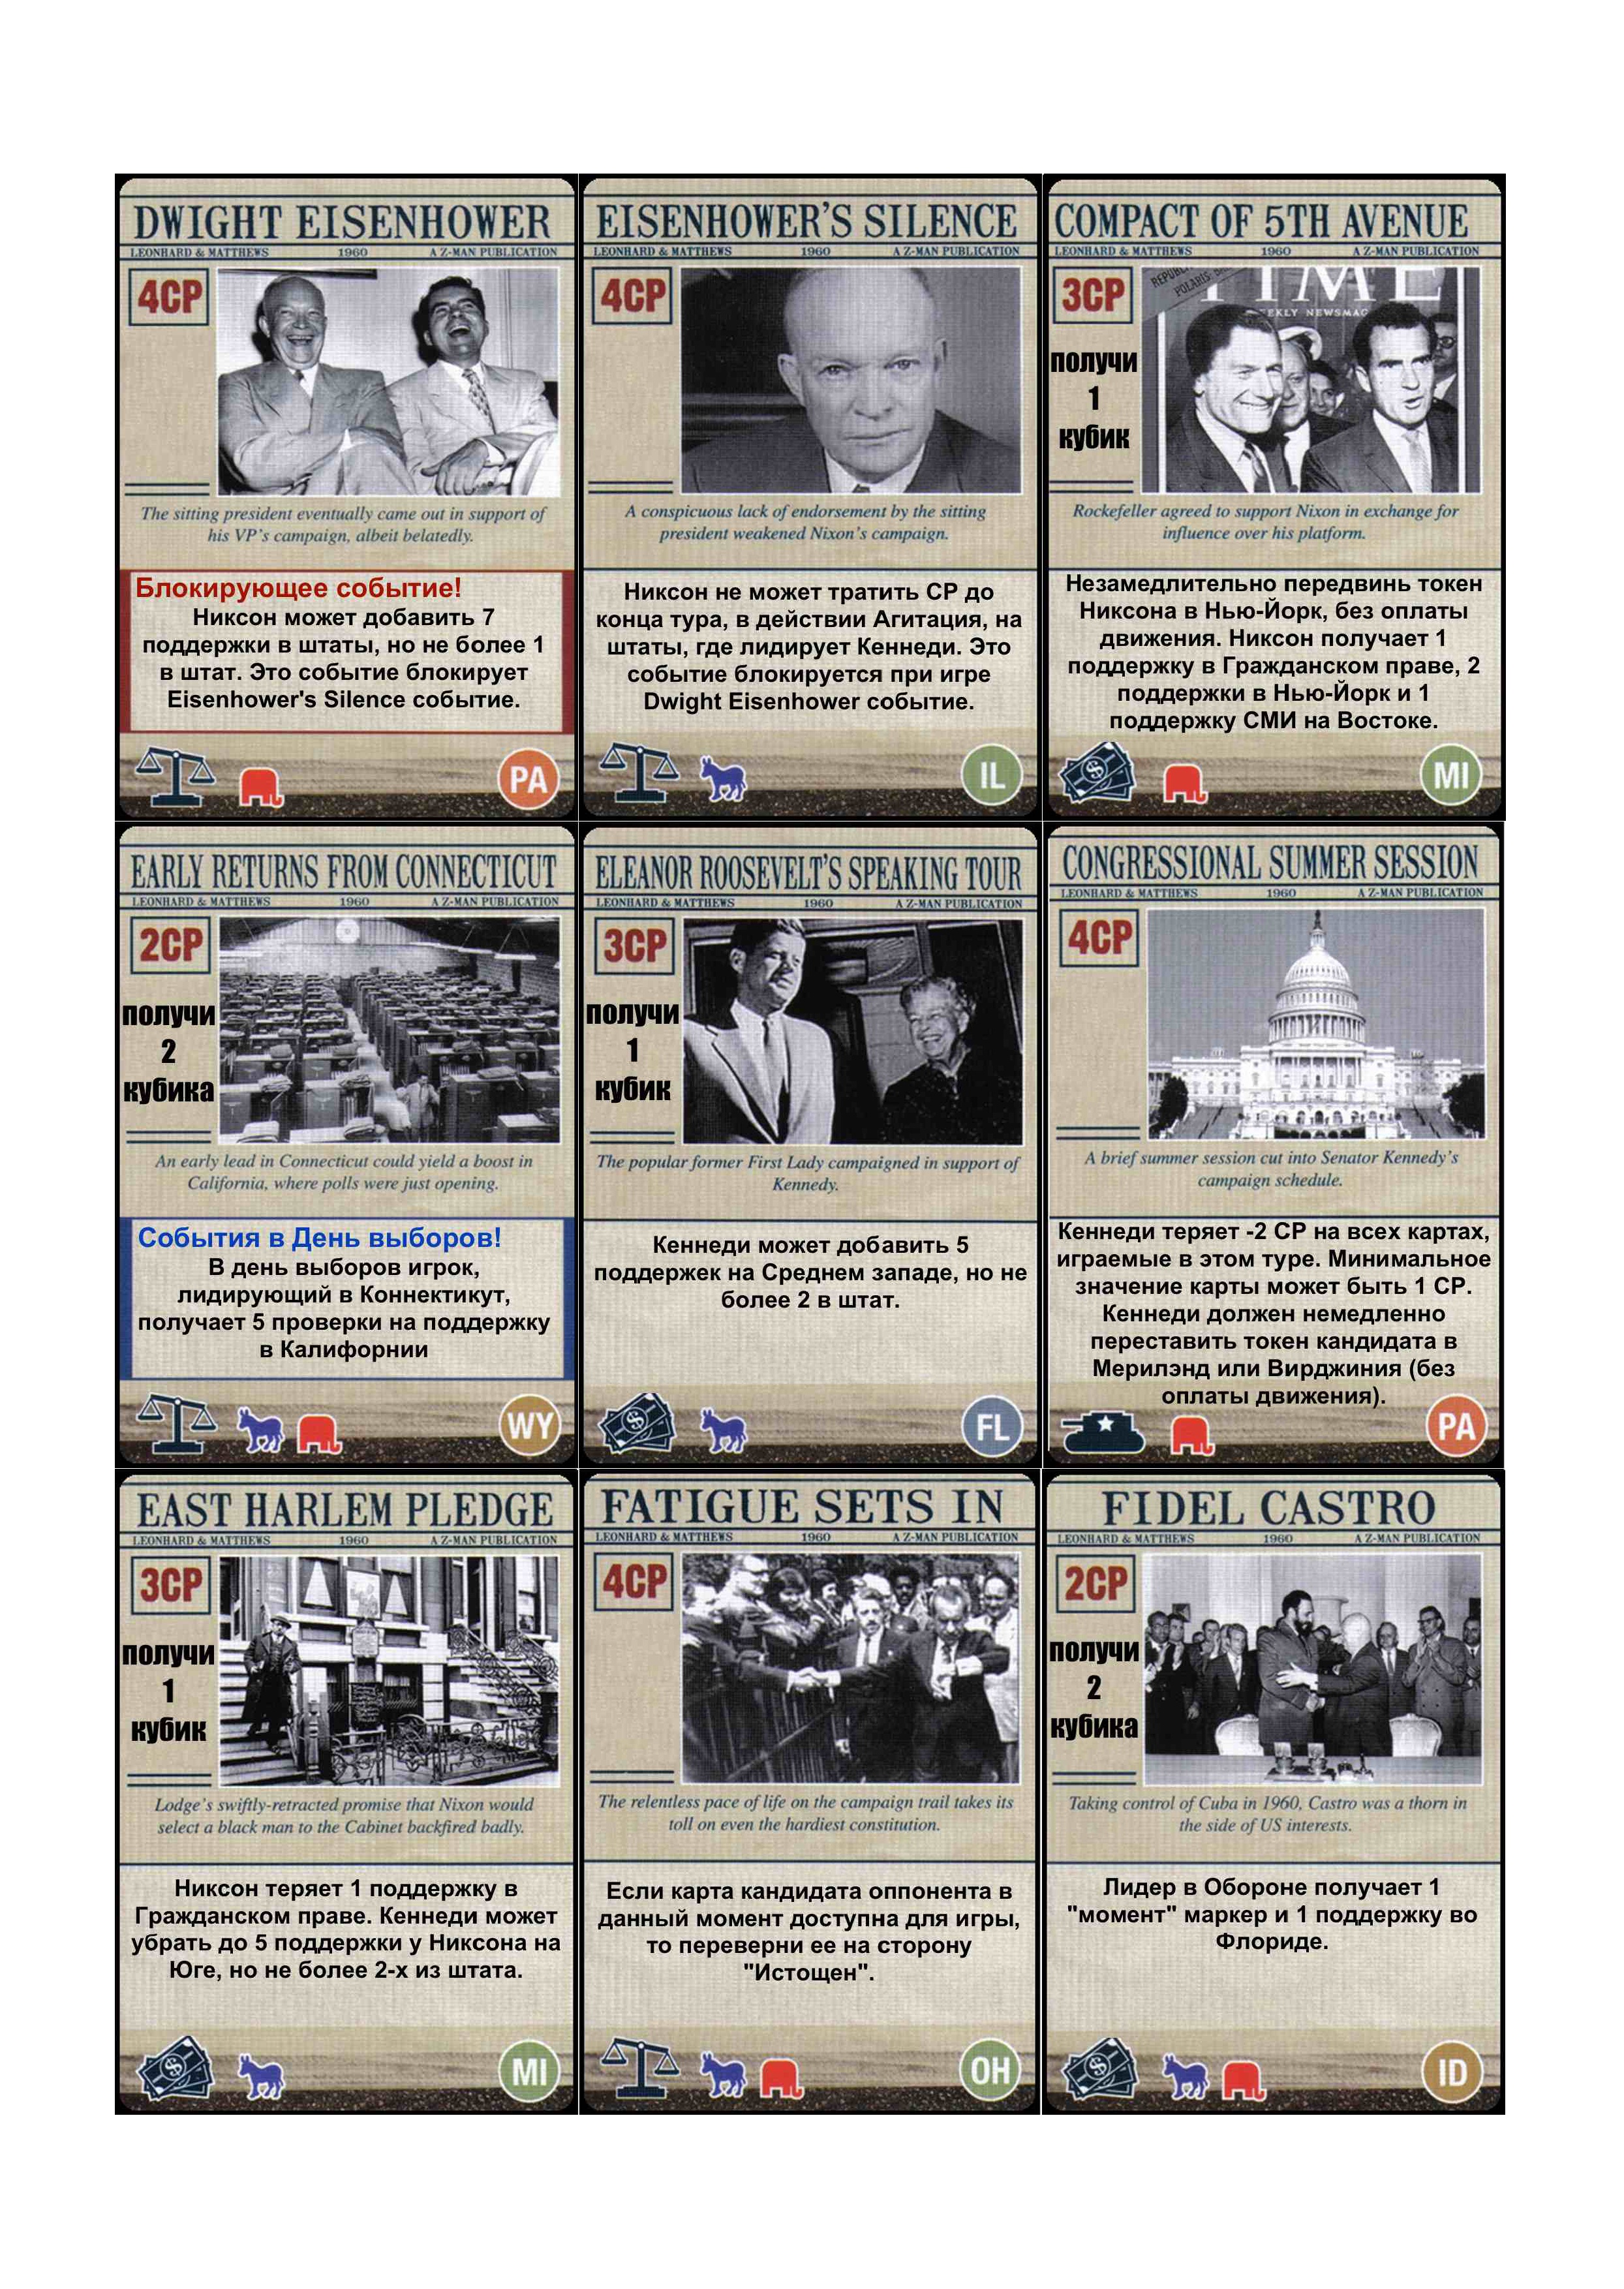 DWIGHT EISENHOWER
LEONHARD & MATTHEWS 1960 A Z-MAN PUBLICATION
4CP
The sitting president eventually came out in support of
his VP's campaign, albeit belatedly.
Блокирующее событие!
Никсон может добавить 7
поддержки в штаты, но не более 1
в штат. Это событие блокирует
Eisenhower's Silence событие.
PA
EISENHOWER'S SILENCE
LEONHARD & MATTHEWS 1960 A Z-MAN PUBLICATION
4CP
A conspicuous lack of endorsement by the sitting
president weakened Nixon's campaign.
Никсон не может тратить СР до
конца тура, в действии Агитация, на
штаты, где лидирует Кеннеди. Это
событие блокируется при игре
Dwight Eisenhower событие.
IL
COMPACT OF 5TH AVENUE
LEONHARD & MATTHEWS 1960 A Z-MAN PUBLICATION
3CP
получи
1
кубик
TIME
EKLY NEWSMAG
REPUBL
POLARIS: BA
Rockefeller agreed to support Nixon in exchange for
influence over his platform.
Незамедлительно передвинь токен
Никсона в Нью-Йорк, без оплаты
движения. Никсон получает 1
поддержку в Гражданском праве, 2
поддержки в Нью-Йорк и 1
поддержку СМИ на Востоке.
MI
EARLY RETURNS FROM CONNECTICUT
LEONHARD & MATTHEWS 1960 A Z-MAN PUBLICATION
2CP
получи
2
кубика
An early lead in Connecticut could yield a boost in
California, where polls were just opening.
События в День выборов!
В день выборов игрок,
лидирующий в Коннектикут,
получает 5 проверки на поддержку
в Калифорнии
WY
ELEANOR ROOSEVELT'S SPEAKING TOUR
LEONHARD & MATTHEWS 1960 A Z-MAN PUBLICATION
3CP
получи
1
кубик
The popular former First Lady campaigned in support of
Kennedy.
Кеннеди может добавить 5
поддержек на Среднем западе, но не
более 2 в штат.
FL
CONGRESSIONAL SUMMER SESSION
LEONHARD & MATTHEWS 1960 A Z-MAN PUBLICATION
4CP
A brief summer session cut into Senator Kennedy's
campaign schedule.
Кеннеди теряет -2 СР на всех картах,
играемые в этом туре. Минимальное
значение карты может быть 1 СР.
Кеннеди должен немедленно
переставить токен кандидата в
Мерилэнд или Вирджиния (без
оплаты движения).
PA
EAST HARLEM PLEDGE
LEONHARD & MATTHEWS 1960 A Z-MAN PUBLICATION
3CP
получи
1
кубик
Lodge's swiftly-retracted promise that Nixon would
select a black man to the Cabinet backfired badly.
Никсон теряет 1 поддержку в
Гражданском праве. Кеннеди может
убрать до 5 поддержки у Никсона на
Юге, но не более 2-х из штата.
MI
FATIGUE SETS IN
LEONHARD & MATTHEWS 1960 A Z-MAN PUBLICATION
4CP
The relentless pace of life on the campaign trail takes its
toll on even the hardiest constitution.
Если карта кандидата оппонента в
данный момент доступна для игры,
то переверни ее на сторону
"Истощен".
OH
FIDEL CASTRO
LEONHARD & MATTHEWS 1960 A Z-MAN PUBLICATION
2CP
получи
2
кубика
Taking control of Cuba in 1960, Castro was a thorn in
the side of US interests.
Лидер в Обороне получает 1
"момент" маркер и 1 поддержку во
Флориде.
ID